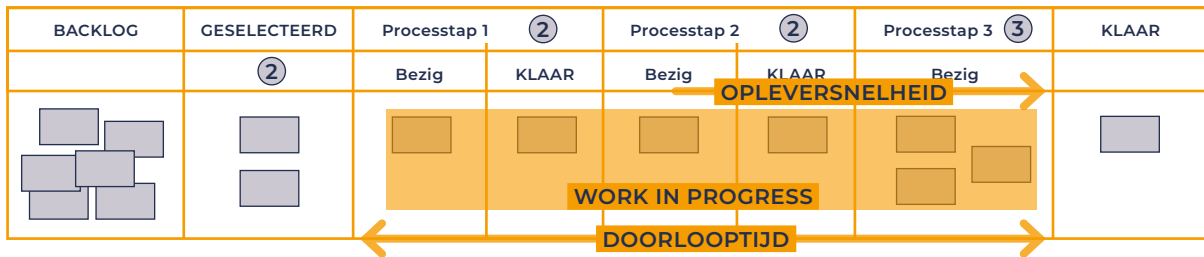 BACKLOG GESELECTEERD Processtap 1 2 Processtap 2 2 Processtap 3 3 KLAAR
2 Bezig KLAAR Bezig KLAAR Bezig
OPLEVERSNELHEID
WORK IN PROGRESS
DOORLOOPTIJD